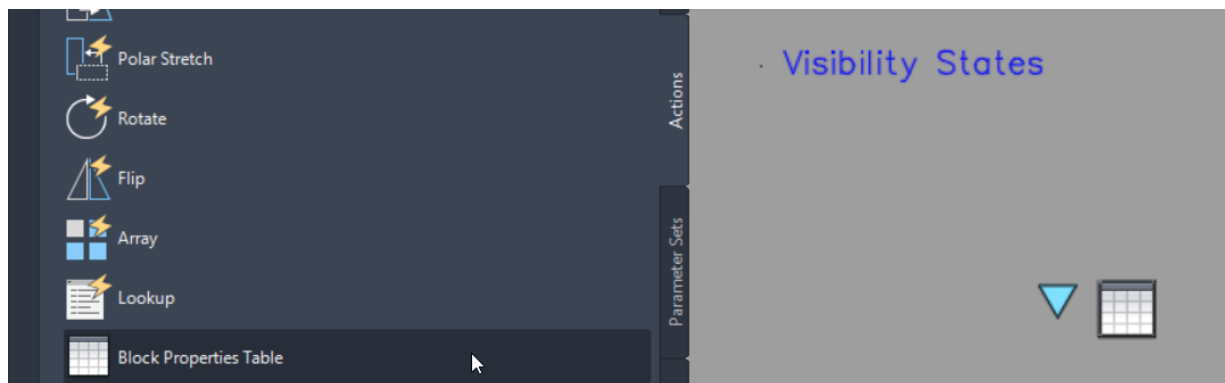 Polar Stretch
Rotate
Flip
Array
Lookup
Block Properties Table
Actions
Parameter Sets
Visibility States